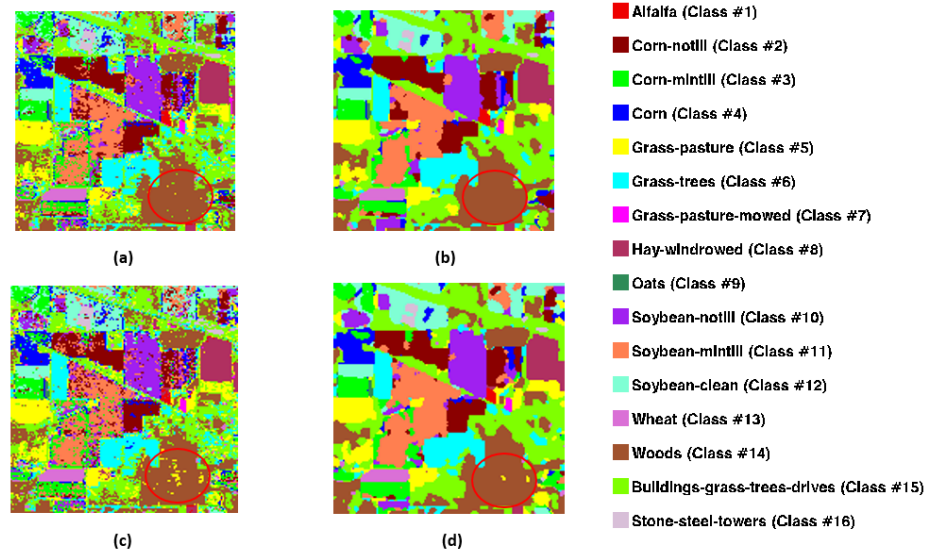 Alfalfa (Class #1)
Corn-notill (Class #2)
Corn-mintill (Class #3)
Corn (Class #4)
Grass-pasture (Class #5)
Grass-trees (Class #6)
Grass-pasture-mowed (Class #7)
Hay-windrowed (Class #8)
Oats (Class #9)
Soybean-notill (Class #10)
Soybean-mintill (Class #11)
Soybean-clean (Class #12)
Wheat (Class #13)
Woods (Class #14)
Buildings-grass-trees-drives (Class #15)
Stone-steel-towers (Class #16)
(a)
(b)
(c)
(d)